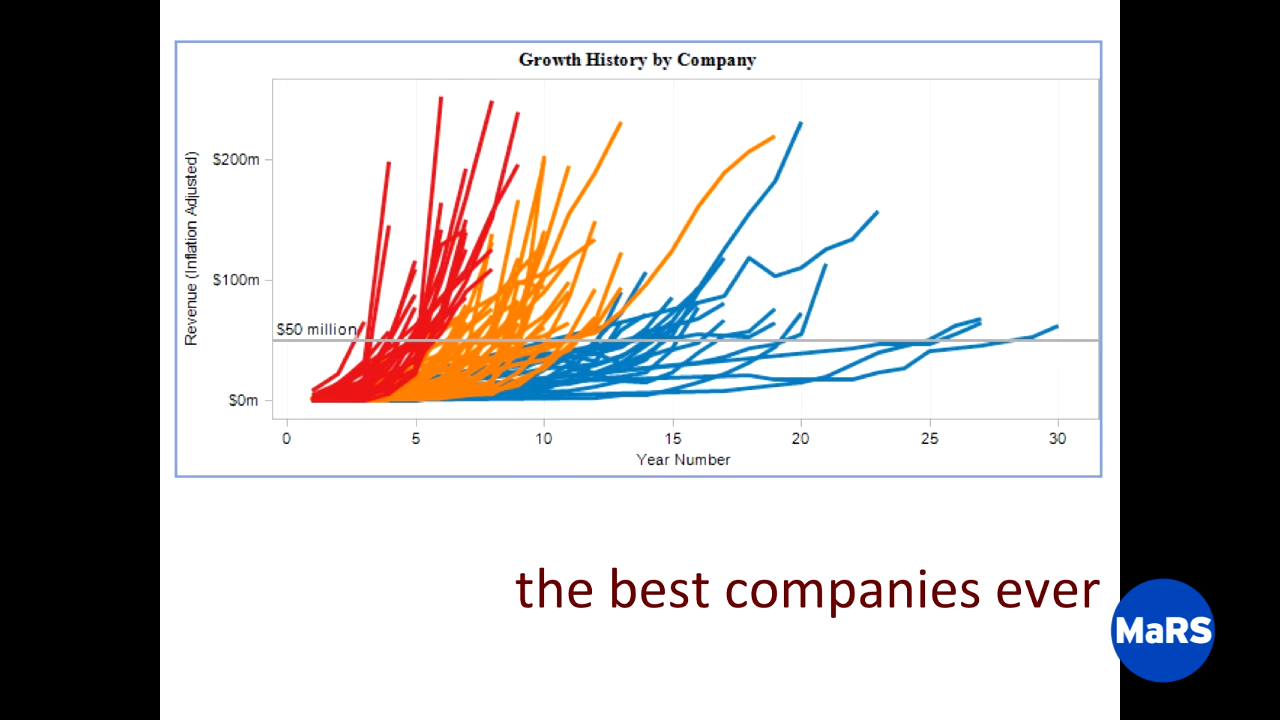 Growth History by Company
Revenue (Inflation Adjusted)
$200m
$100m
$50 million
$0m
0 5 10 15 20 25 30
Year Number
the best companies ever
MaRS